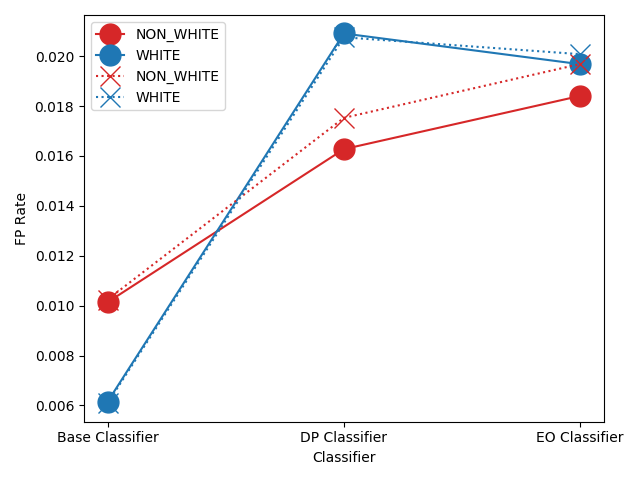 NON_WHITE
WHITE
NON_WHITE
WHITE
FP Rate
0.020
0.018
0.016
0.014
0.012
0.010
0.008
0.006
Base Classifier
DP Classifier
EO Classifier
Classifier